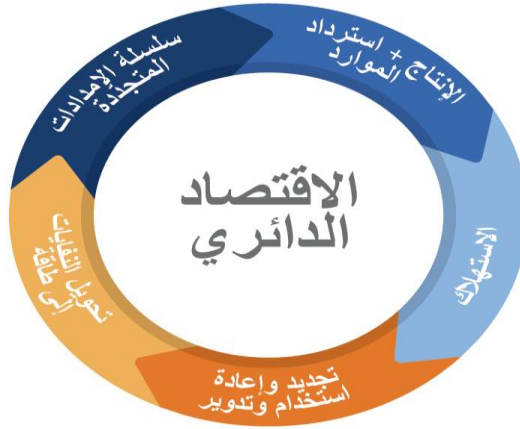 سلسلة الإمدادات
المتجددة
الإنتاج + استرداد
الموارد
الاستهلاك
تجديد وإعادة
استخدام وتدوير
تحويل النفايات
إلى طاقة
الاقتصاد
الدائري